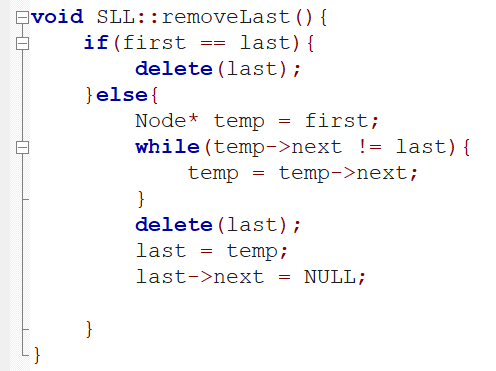 void SLL::removeLast(){
    if(first == last){
        delete(last);
    }else{
        Node* temp = first;
        while(temp->next != last){
            temp = temp->next;
        }
        delete(last);
        last = temp;
        last->next = NULL;
    }
}